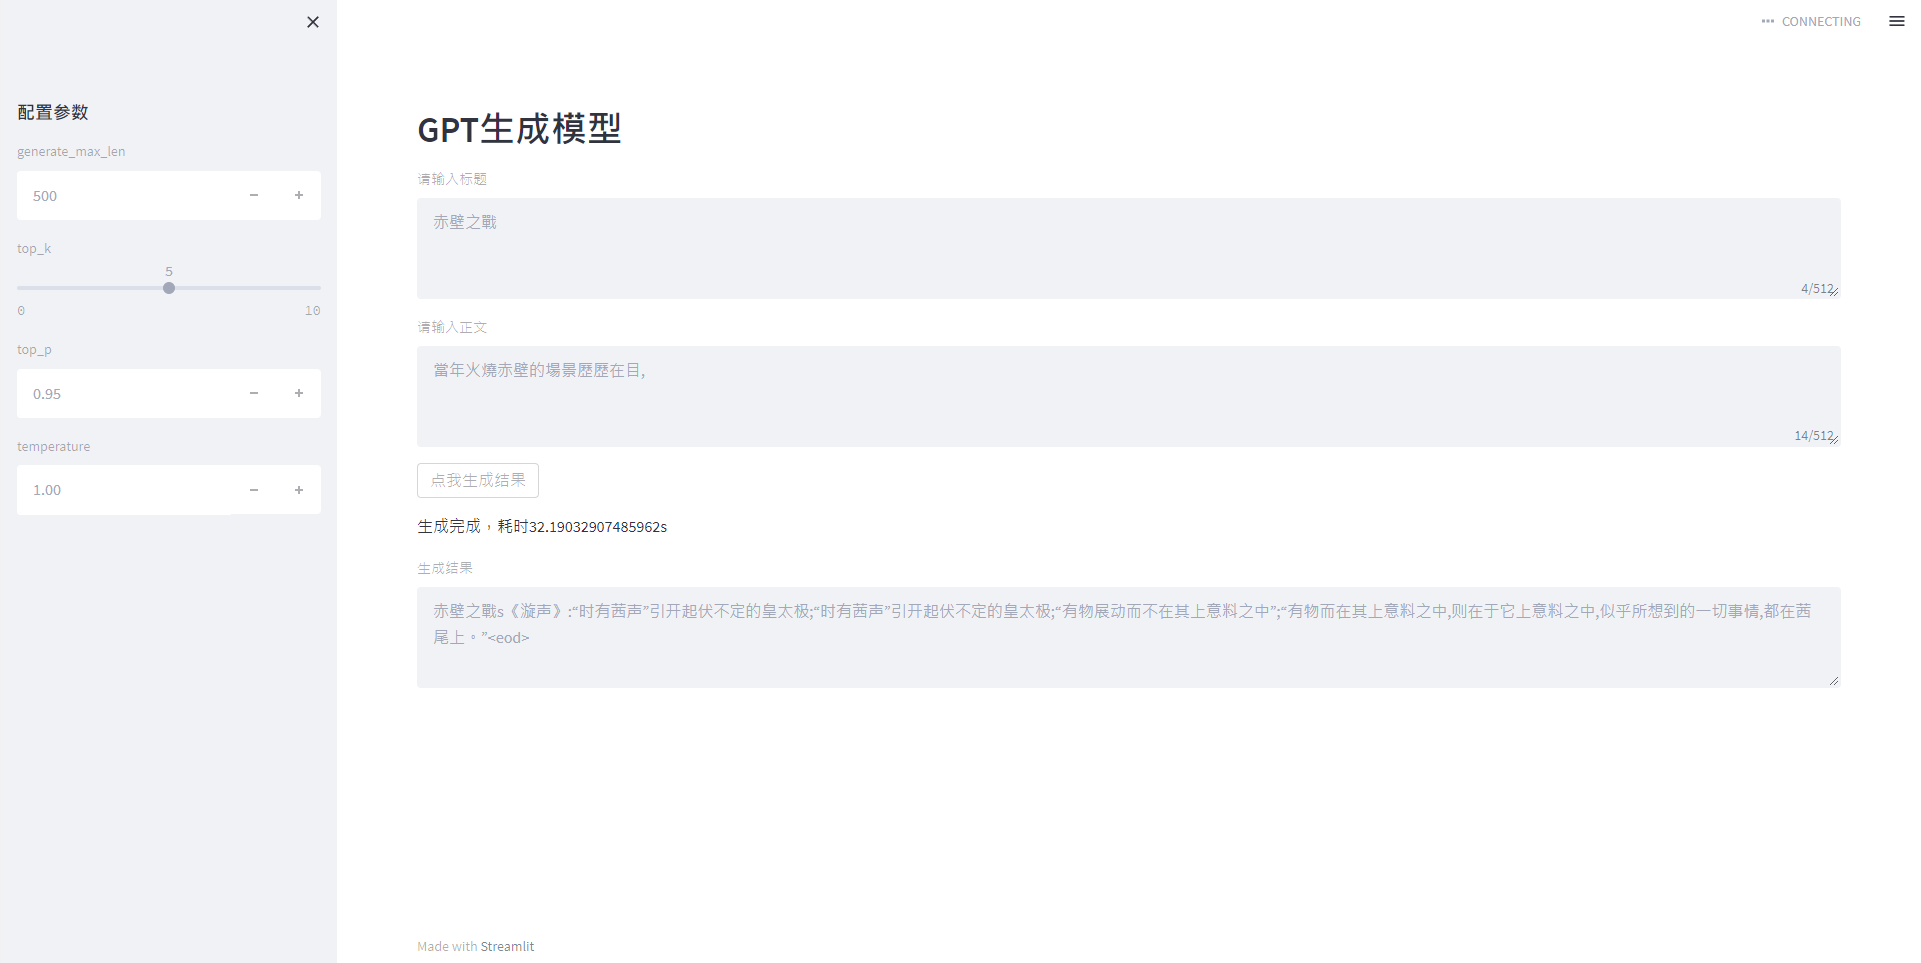 CONNECTING
配置参数
generate_max_len
500
top_k
5
0 10
top_p
0.95
temperature
1.00
GPT生成模型
请输入标题
赤壁之戰
4/512
请输入正文
當年火燒赤壁的場景歷歷在目,
14/512
点我生成结果
生成完成，耗时32.19032907485962s
生成结果
赤壁之戰s《漩声》:“时有茜声”引开起伏不定的皇太极;“时有茜声”引开起伏不定的皇太极;“有物展动而不在其上意料之中”;“有物而在其上意料之中,则在于它上意料之中,似乎所想到的一切事情,都在茜
尾上。”<eod>
Made with Streamlit